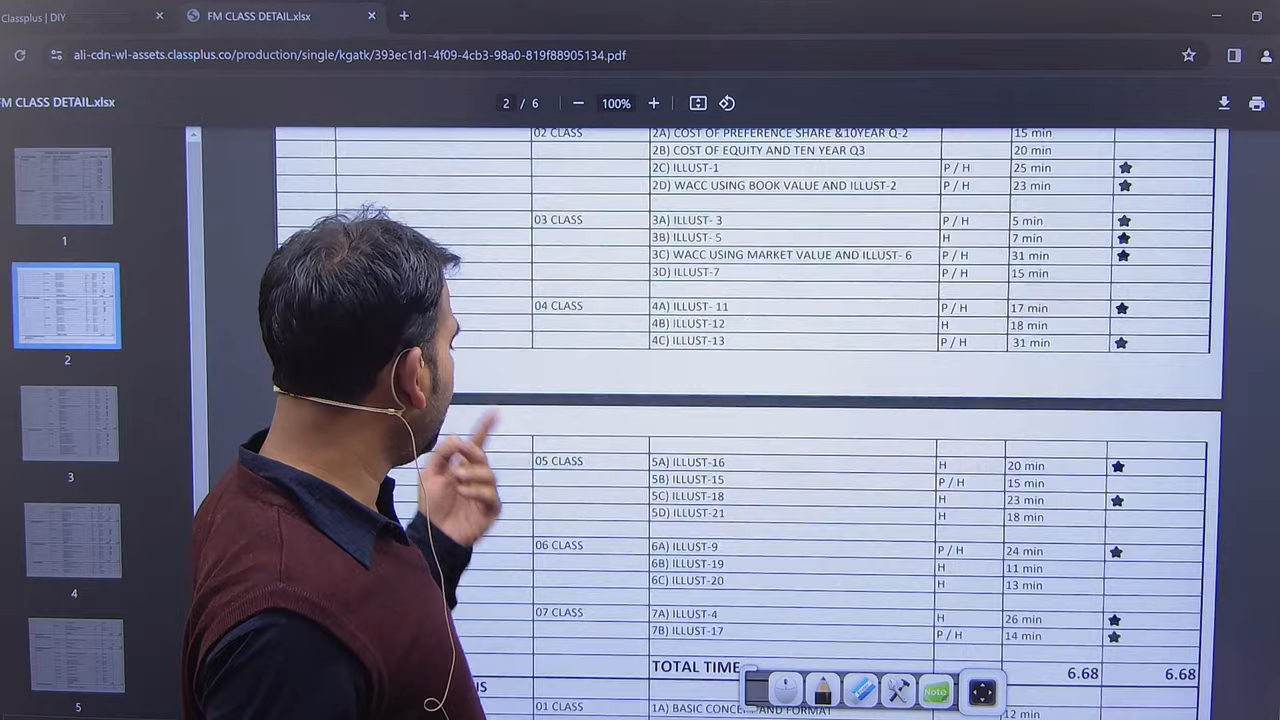 Classplus | DIY
FM CLASS DETAIL.xlsx
ali-cdn-wl-assets.classplus.co/production/single/kgatk/393ec1d1-4f09-4cb3-98a0-819f88905134.pdf
FM CLASS DETAIL.xlsx
2 / 6
100%
1
2
3
4
5
02 CLASS 2A) COST OF PREFERENCE SHARE &10YEAR Q-2 15 min
2B) COST OF EQUITY AND TEN YEAR Q3 20 min
2C) ILLUST-1 P / H 25 min
2D) WACC USING BOOK VALUE AND ILLUST-2 P / H 23 min
03 CLASS 3A) ILLUST- 3 P / H 5 min
3B) ILLUST- 5 H 7 min
3C) WACC USING MARKET VALUE AND ILLUST- 6 P / H 31 min
3D) ILLUST-7 P / H 15 min
04 CLASS 4A) ILLUST- 11 P / H 17 min
4B) ILLUST-12 H 18 min
4C) ILLUST-13 P / H 31 min
05 CLASS 5A) ILLUST-16 H 20 min
5B) ILLUST-15 P / H 15 min
5C) ILLUST-18 H 23 min
5D) ILLUST-21 H 18 min
06 CLASS 6A) ILLUST-9 P / H 24 min
6B) ILLUST-19 H 11 min
6C) ILLUST-20 H 13 min
07 CLASS 7A) ILLUST-4 H 26 min
7B) ILLUST-17 P / H 14 min
TOTAL TIME 6.68 6.68
01 CLASS 1A) BASIC AND FORMAT 12 min
Note